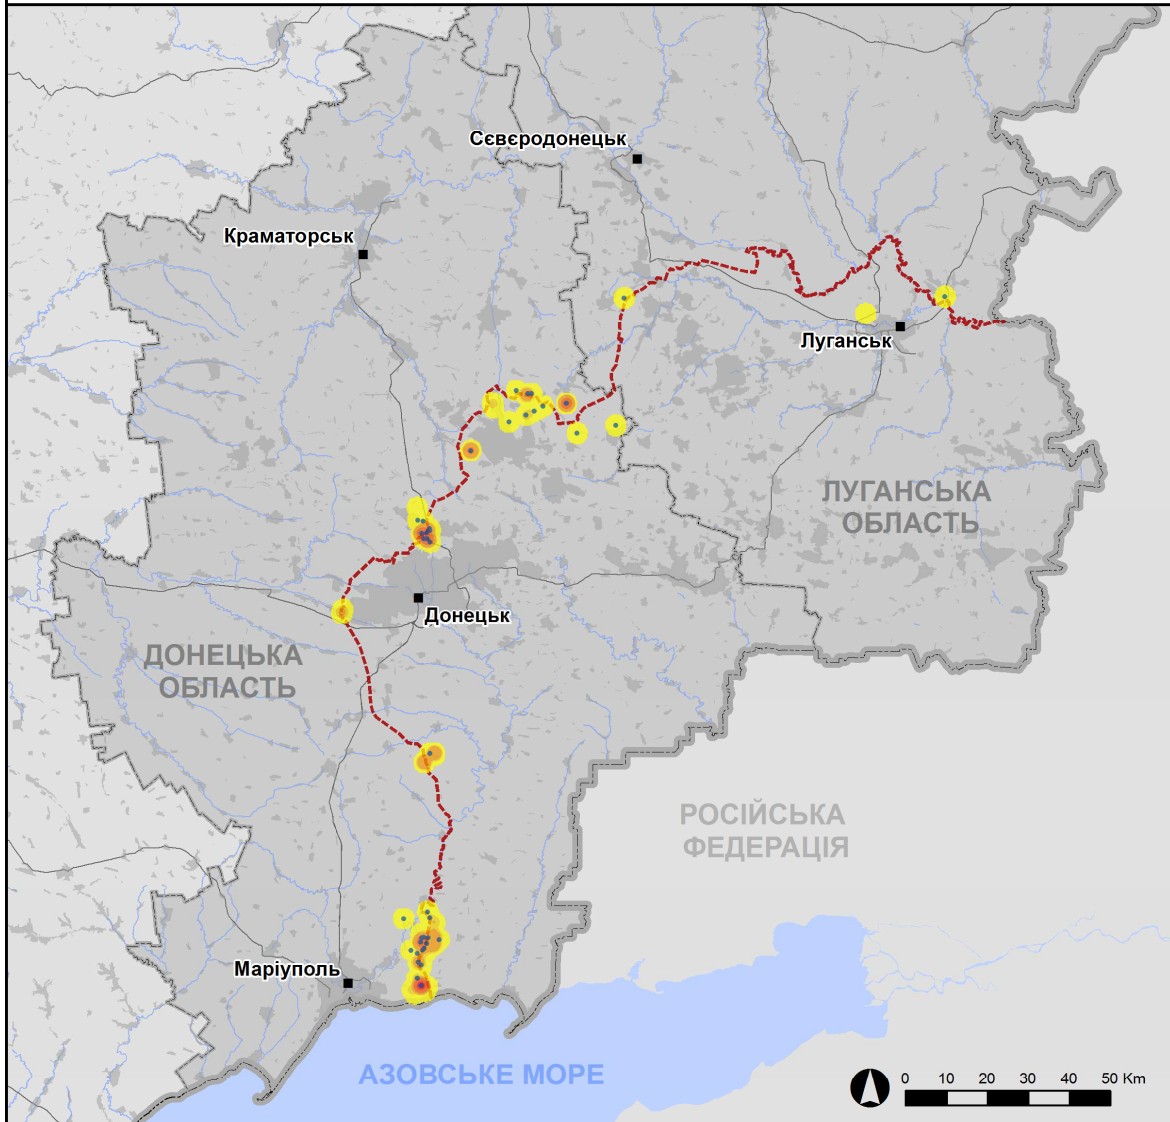 Сєвєродонецьк
Краматорськ
Луганськ
ЛУГАНСЬКА
ОБЛАСТЬ
Донецьк
ДОНЕЦЬКА
ОБЛАСТЬ
РОСІЙСЬКА
ФЕДЕРАЦІЯ
Маріуполь
АЗОВСЬКЕ МОРЕ
0 10 20 30 40 50 Km